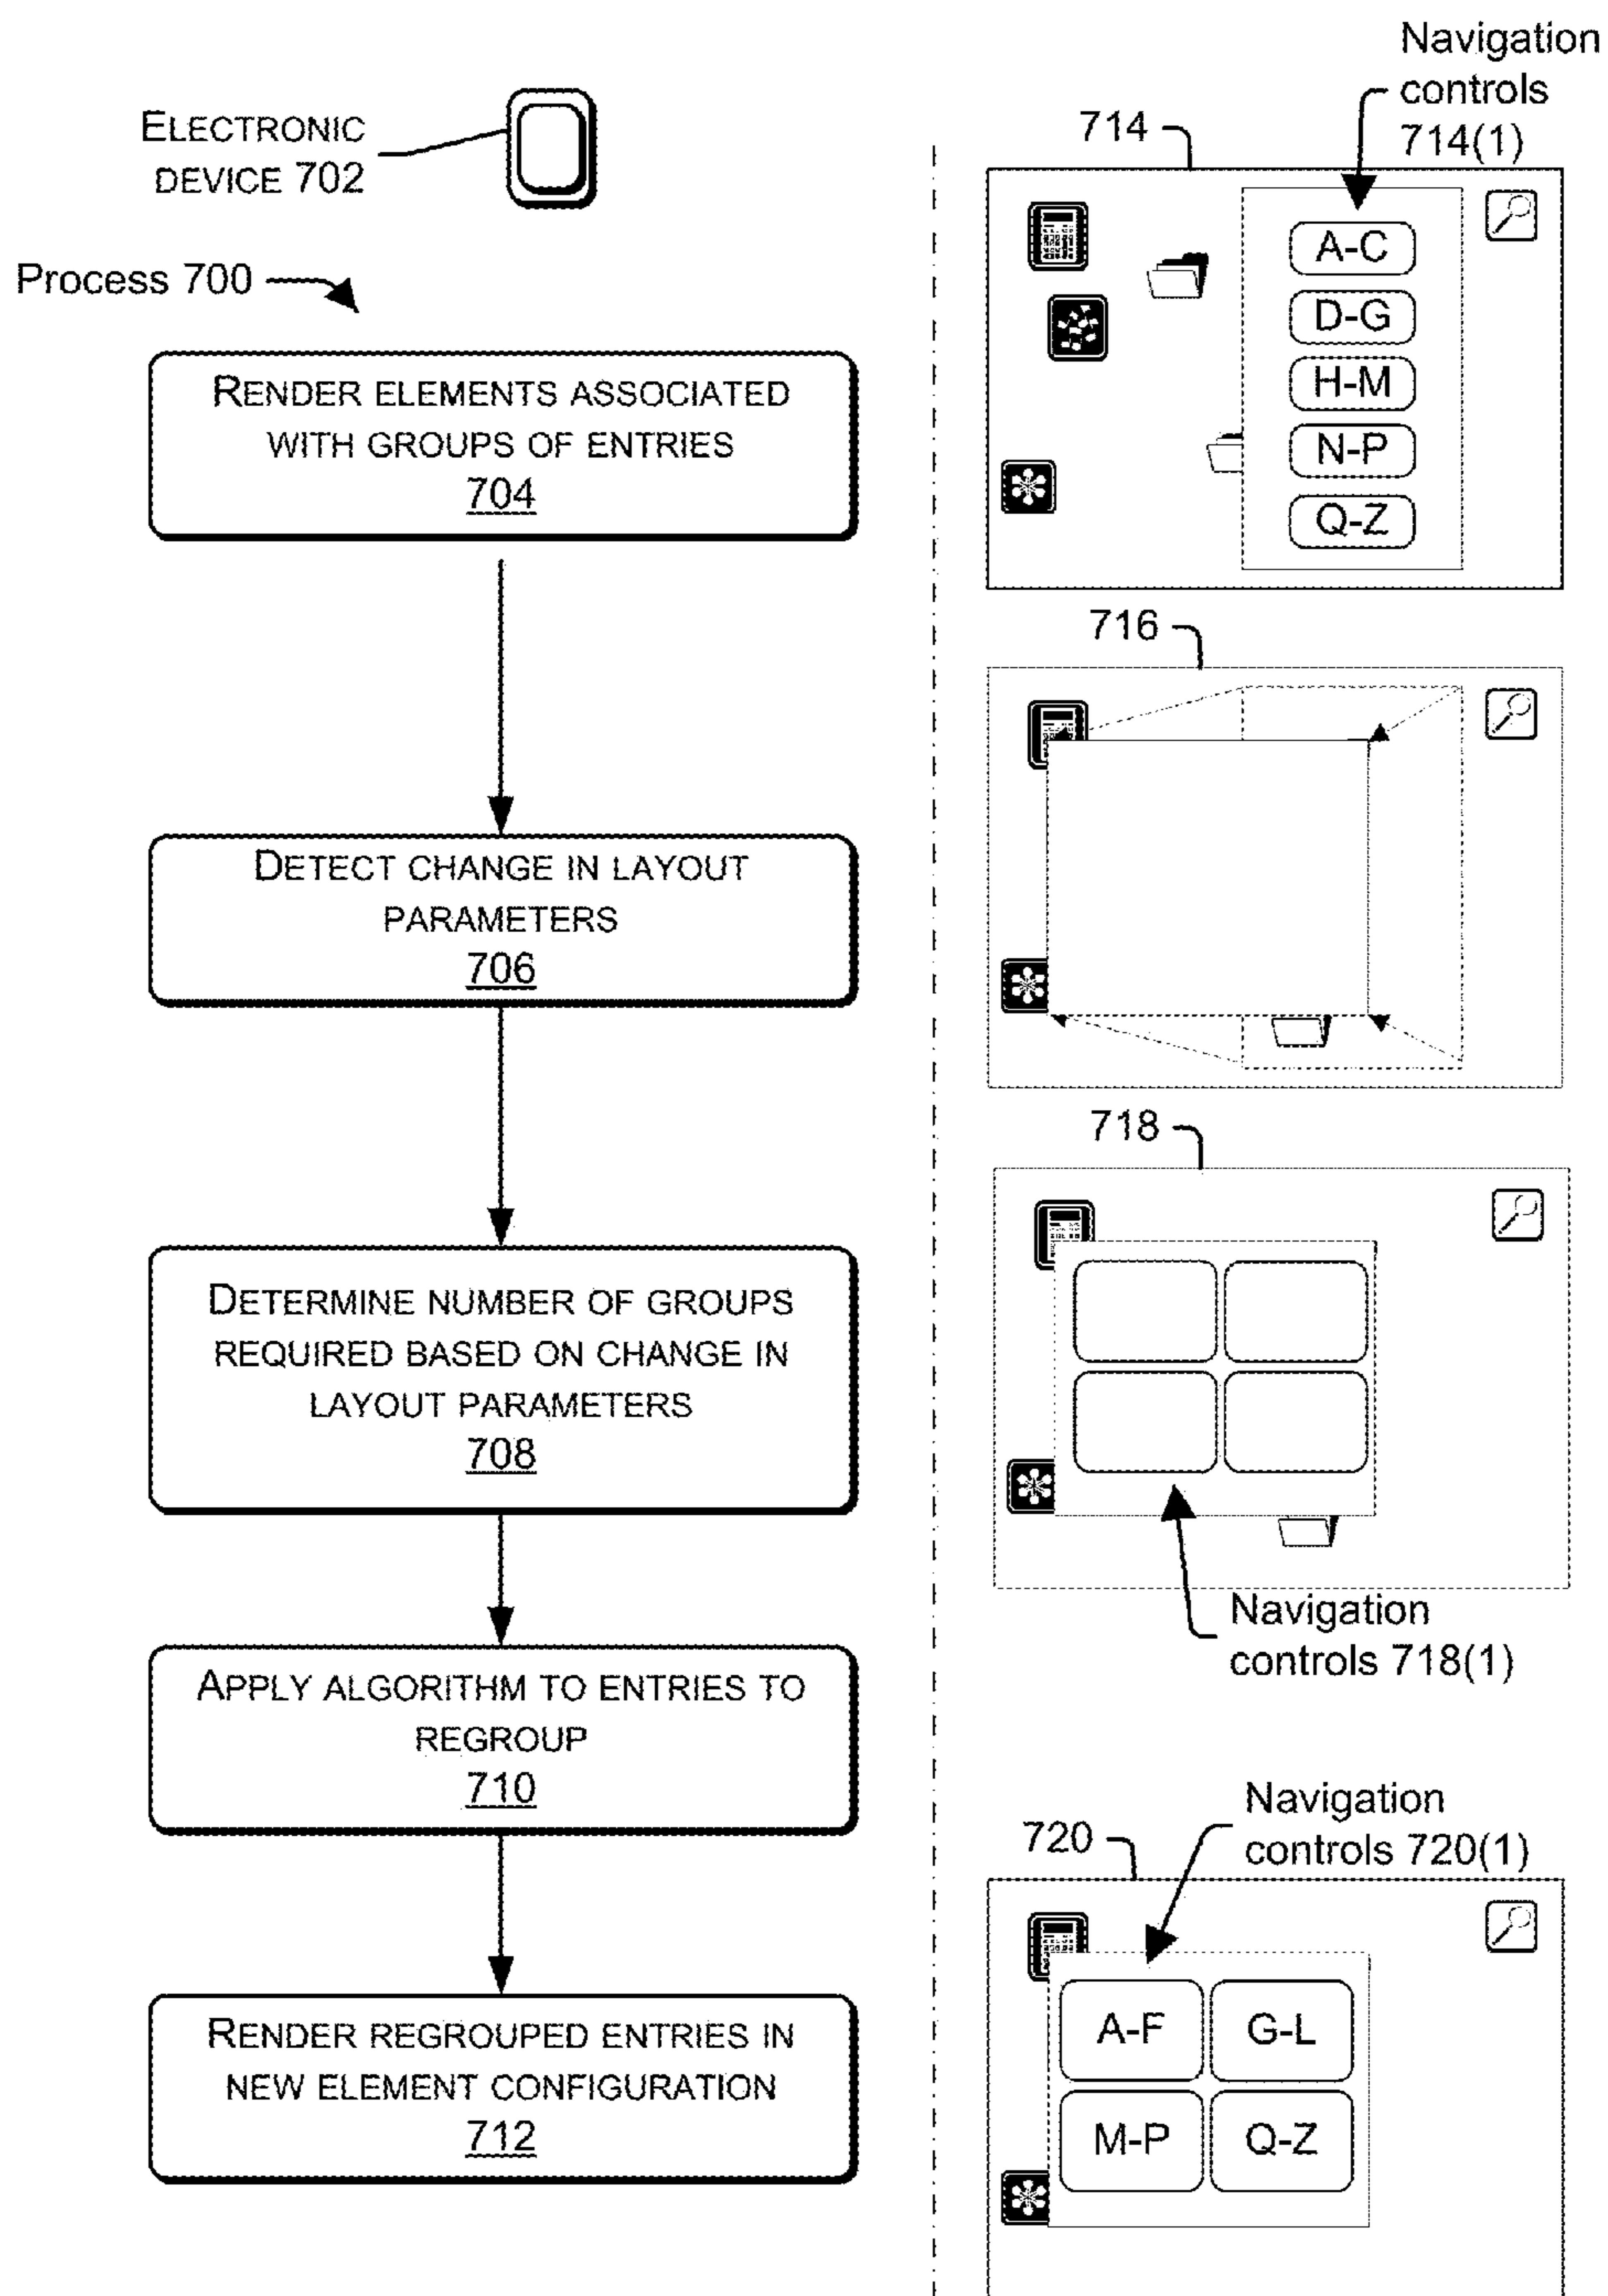 ELECTRONIC
DEVICE 702
Process 700
RENDER ELEMENTS ASSOCIATED
WITH GROUPS OF ENTRIES
704
DETECT CHANGE IN LAYOUT
PARAMETERS
706
DETERMINE NUMBER OF GROUPS
REQUIRED BASED ON CHANGE IN
LAYOUT PARAMETERS
708
APPLY ALGORITHM TO ENTRIES TO
REGROUP
710
RENDER REGROUPED ENTRIES IN
NEW ELEMENT CONFIGURATION
712
Navigation
controls
714(1)
714
A-C
D-G
H-M
N-P
Q-Z
716
718
Navigation
controls 718(1)
Navigation
controls 720(1)
720
A-F
G-L
M-P
Q-Z